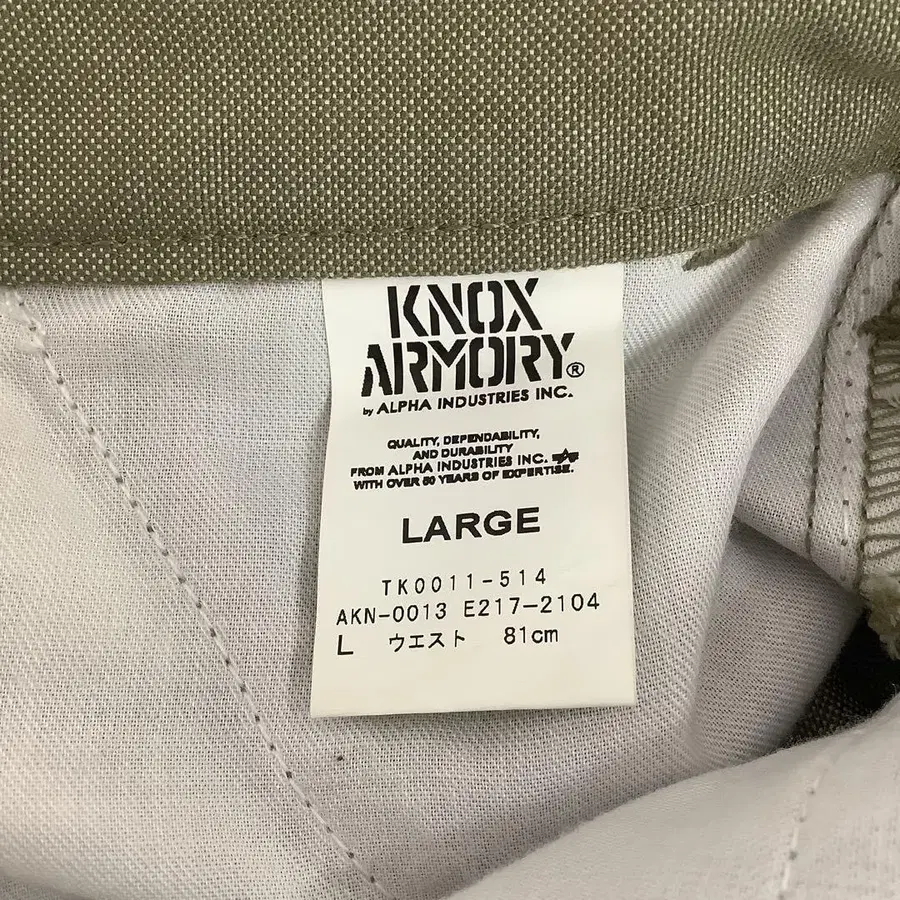 KNOX
ARMORY®
by ALPHA INDUSTRIES INC.
QUALITY, DEPENDABILITY,
AND DURABILITY
FROM ALPHA INDUSTRIES INC.
WITH OVER 50 YEARS OF EXPERTISE.
LARGE
TK0011-514
AKN-0013 E217-2104
L ウエスト 81cm